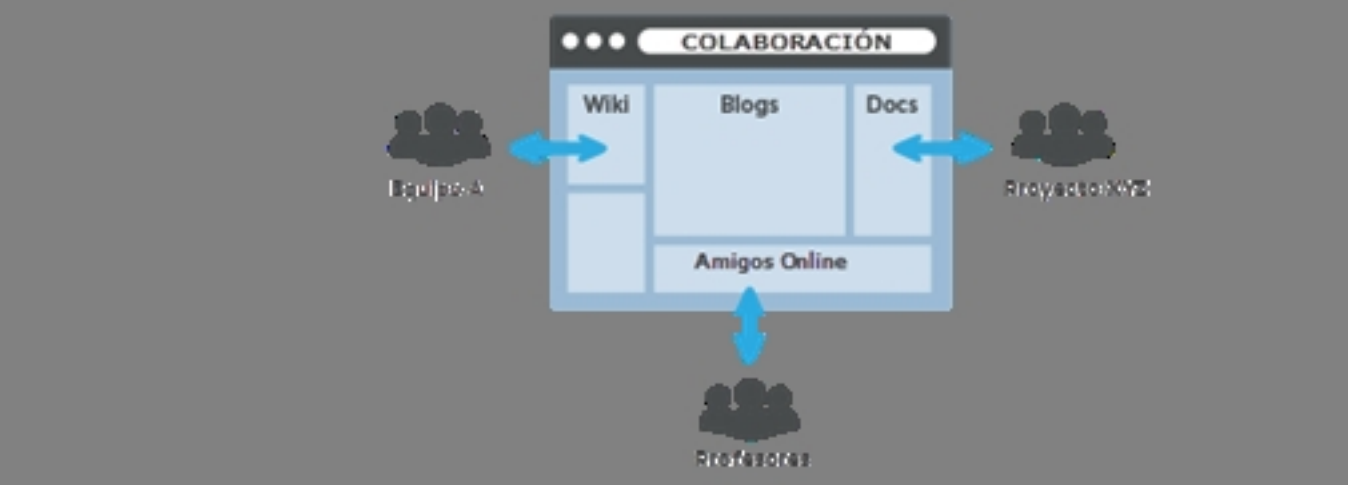 COLABORACIÓN
Wiki
Blogs
Docs
Equipo A
Proyecto XYZ
Amigos Online
Profesores